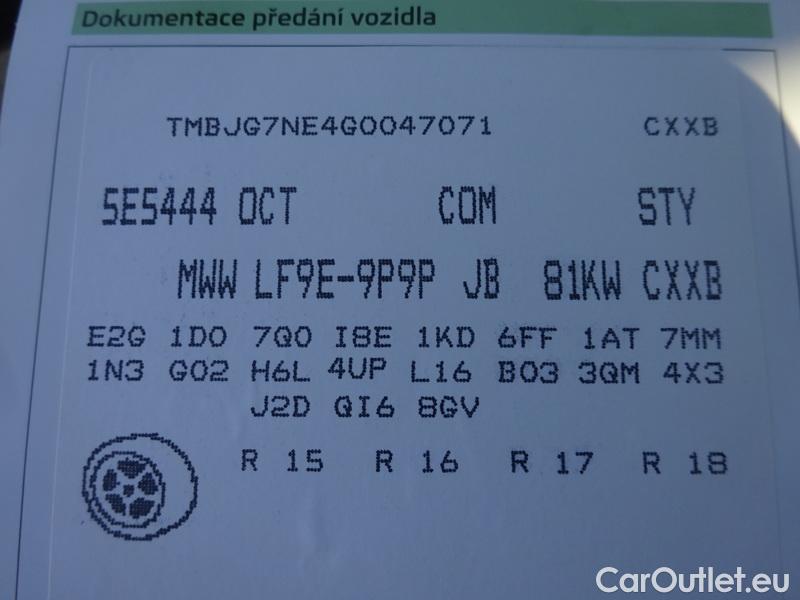 Dokumentace předání vozidla
TMBJG7NE4G0047071 CXXB
5E5444 OCT COM STY
MWW LF9E-9P9P JB 81KW CXXB
E2G 1D0 7Q0 I8E 1KD 6FF 1AT 7MM
1N3 G02 H6L 4UP L16 B03 3QM 4X3
J2D QI6 8GV
R 15 R 16 R 17 R 18
CarOutlet.eu